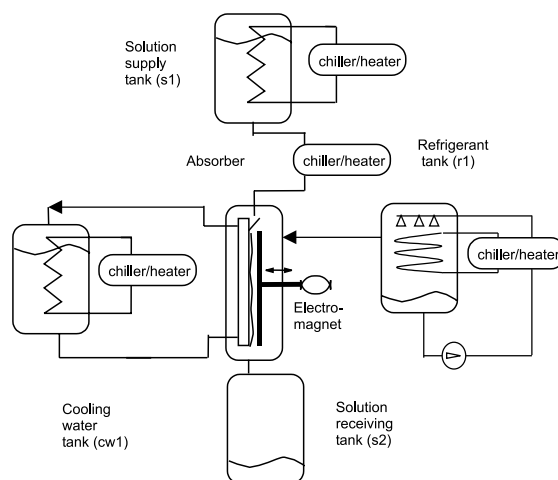 Solution
supply
tank (s1)
chiller/heater
Absorber
chiller/heater
Refrigerant
tank (r1)
chiller/heater
chiller/heater
Electro-
magnet
Cooling
water
tank (cw1)
Solution
receiving
tank (s2)